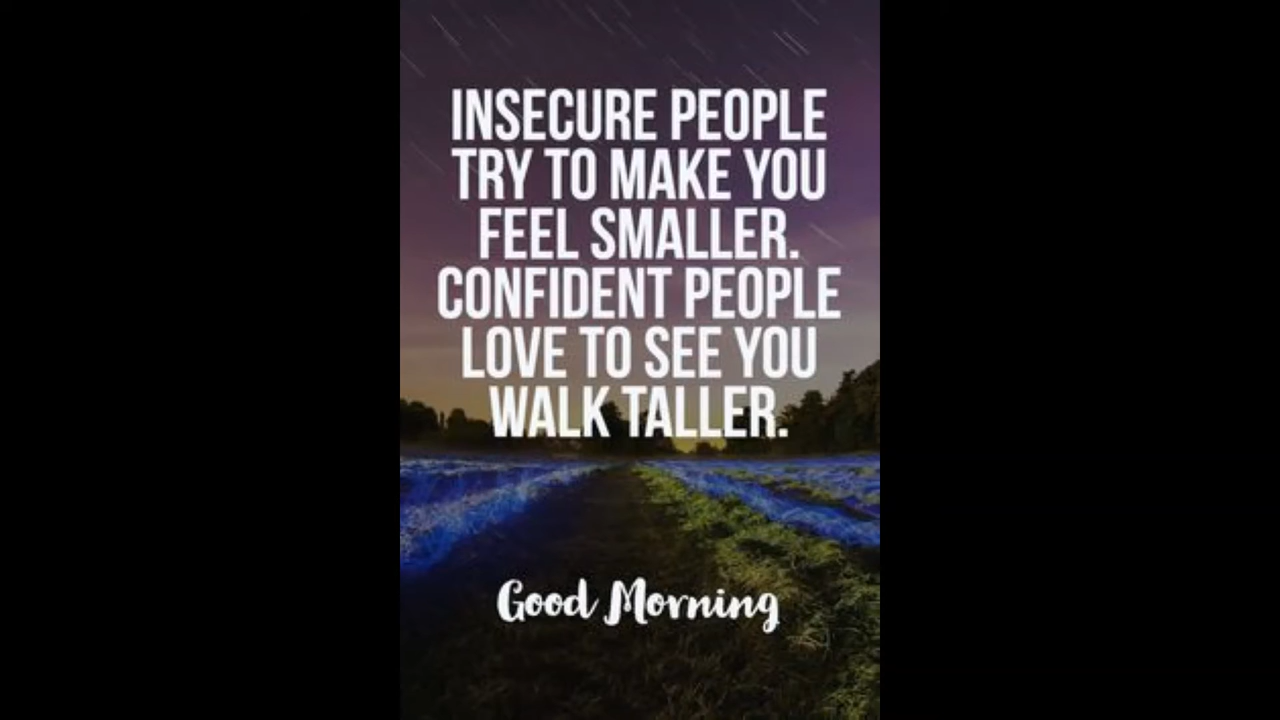 INSECURE PEOPLE
TRY TO MAKE YOU
FEEL SMALLER.
CONFIDENT PEOPLE
LOVE TO SEE YOU
WALK TALLER.
Good Morning